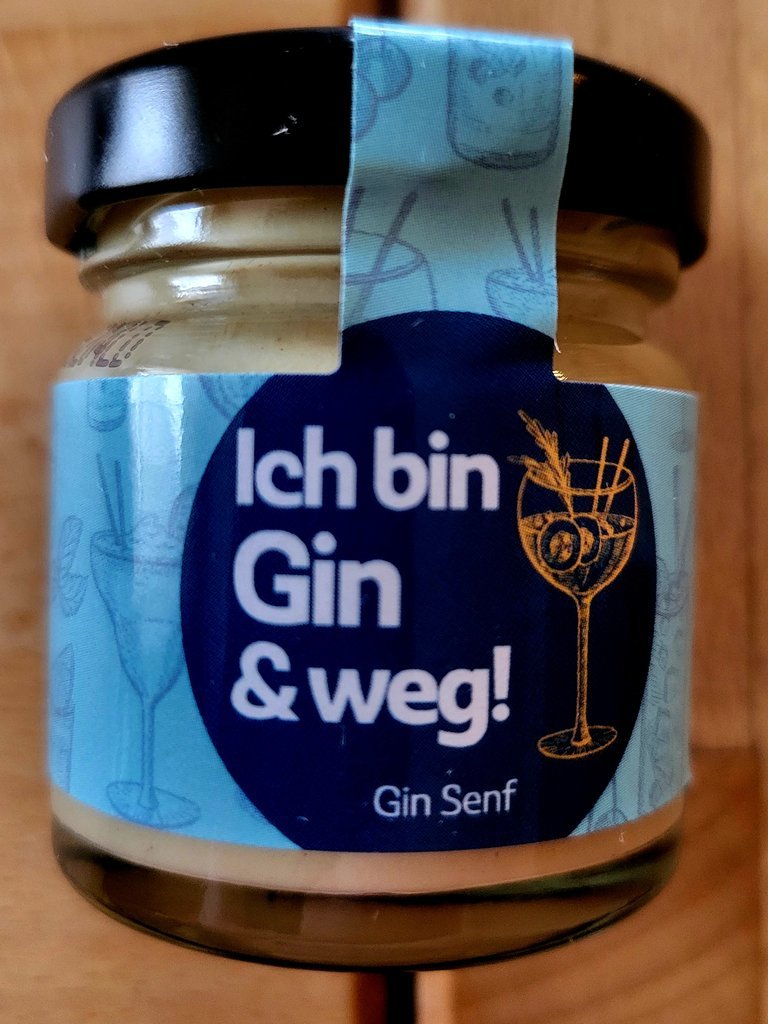 Ich bin
Gin
& weg!
Gin Senf